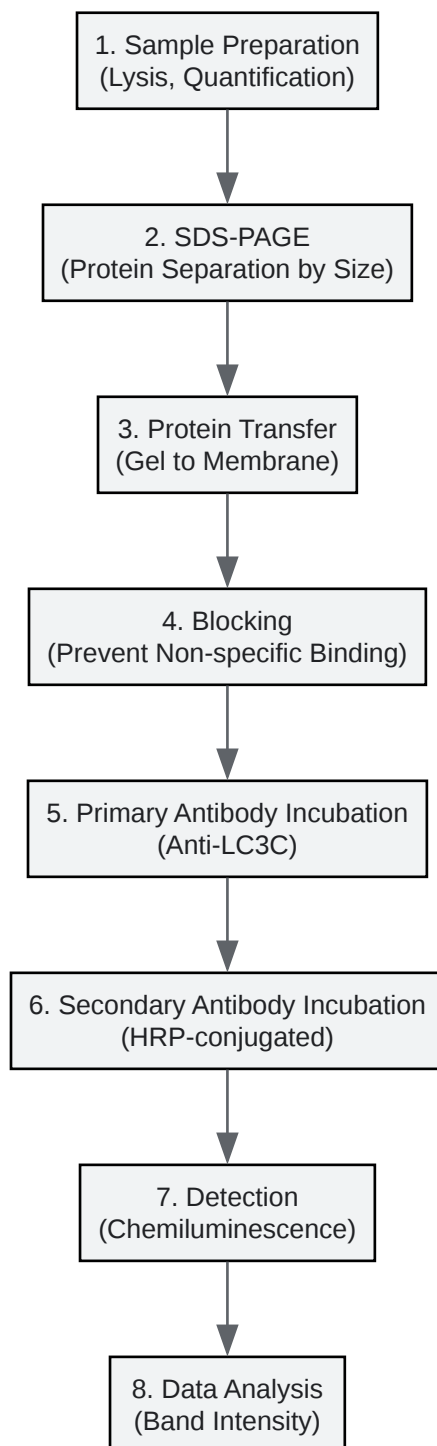 1. Sample Preparation
(Lysis, Quantification)
2. SDS-PAGE
(Protein Separation by Size)
3. Protein Transfer
(Gel to Membrane)
4. Blocking
(Prevent Non-specific Binding)
5. Primary Antibody Incubation
(Anti-LC3C)
6. Secondary Antibody Incubation
(HRP-conjugated)
7. Detection
(Chemiluminescence)
8. Data Analysis
(Band Intensity)